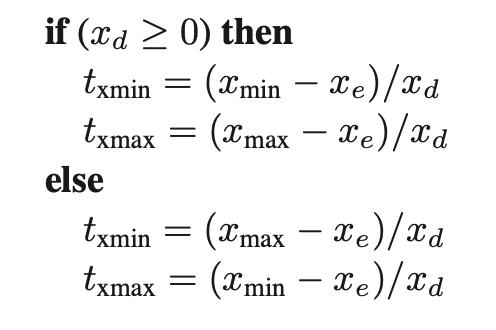 if (x_d ≥ 0) then
t_xmin = (x_min − x_e)/x_d
t_xmax = (x_max − x_e)/x_d
else
t_xmin = (x_max − x_e)/x_d
t_xmax = (x_min − x_e)/x_d